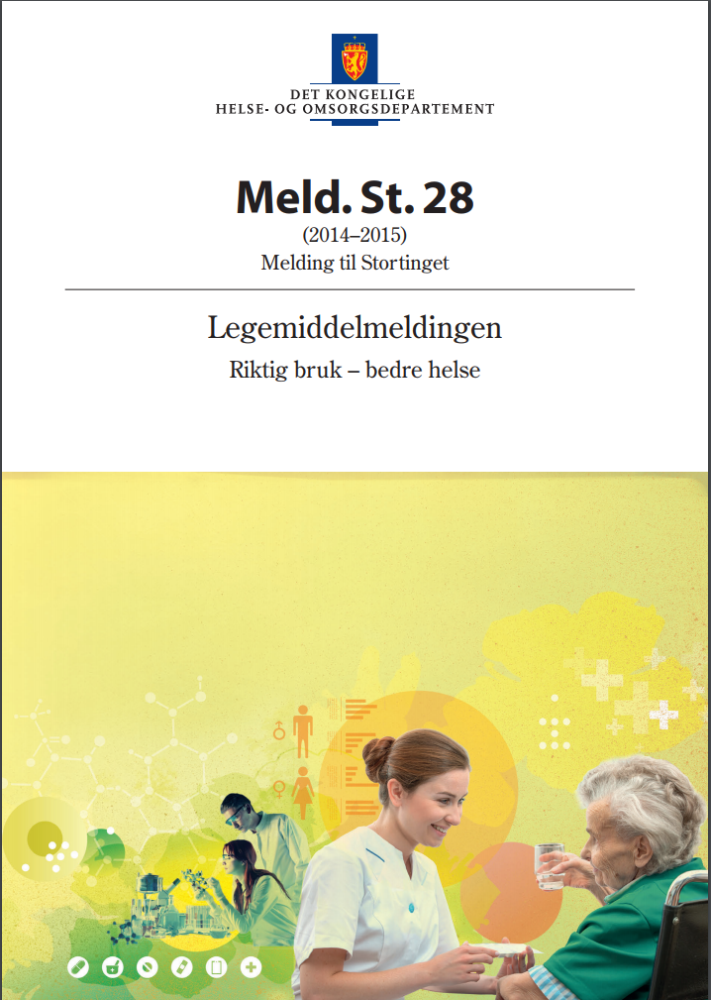 DET KONGELIGE
HELSE- OG OMSORGSDEPARTEMENT
Meld. St. 28
(2014–2015)
Melding til Stortinget
Legemiddelmeldingen
Riktig bruk – bedre helse